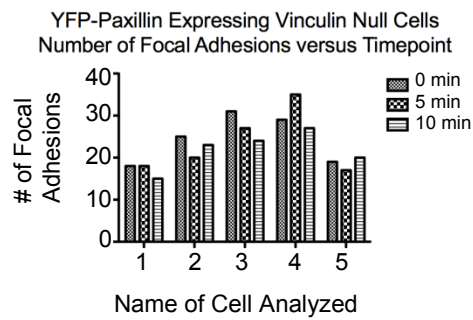 YFP-Paxillin Expressing Vinculin Null Cells
Number of Focal Adhesions versus Timepoint
# of Focal
Adhesions
40
30
20
10
0
0 min
5 min
10 min
1 2 3 4 5
Name of Cell Analyzed